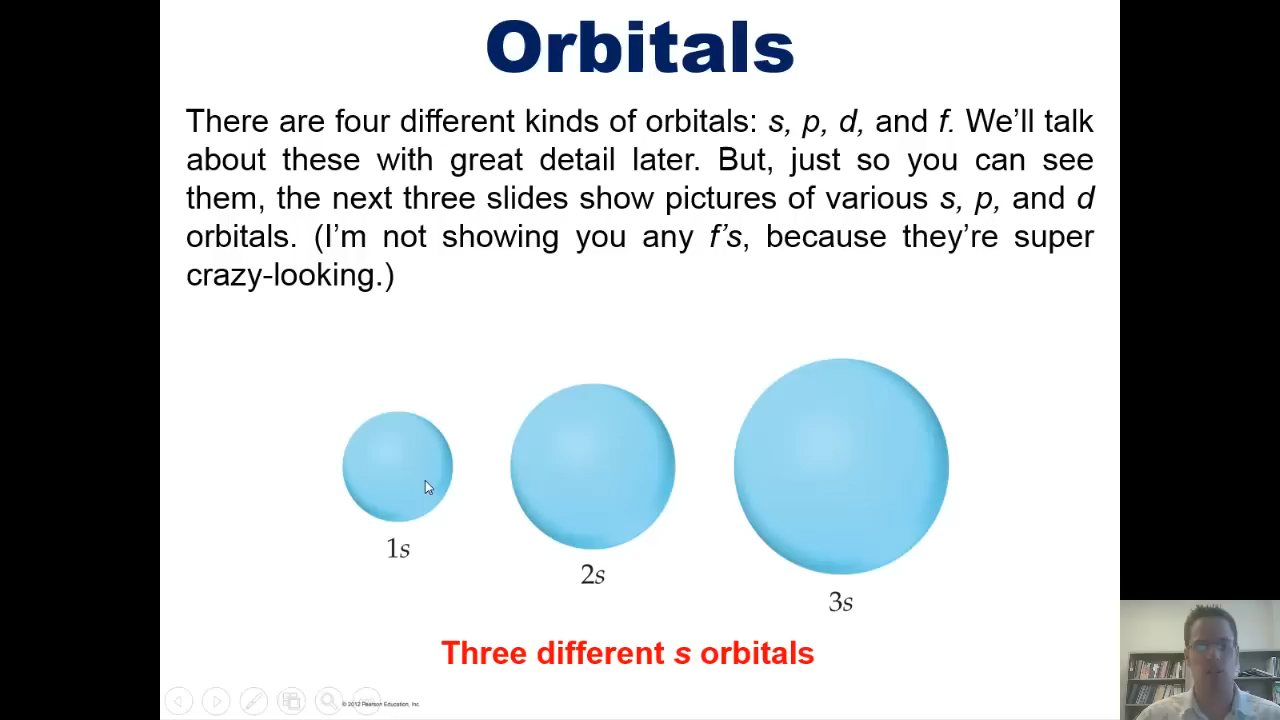 Orbitals
There are four different kinds of orbitals: s, p, d, and f. We’ll talk
about these with great detail later. But, just so you can see
them, the next three slides show pictures of various s, p, and d
orbitals. (I’m not showing you any f’s, because they’re super
crazy-looking.)
1s
2s
3s
Three different s orbitals
© 2012 Pearson Education, Inc.